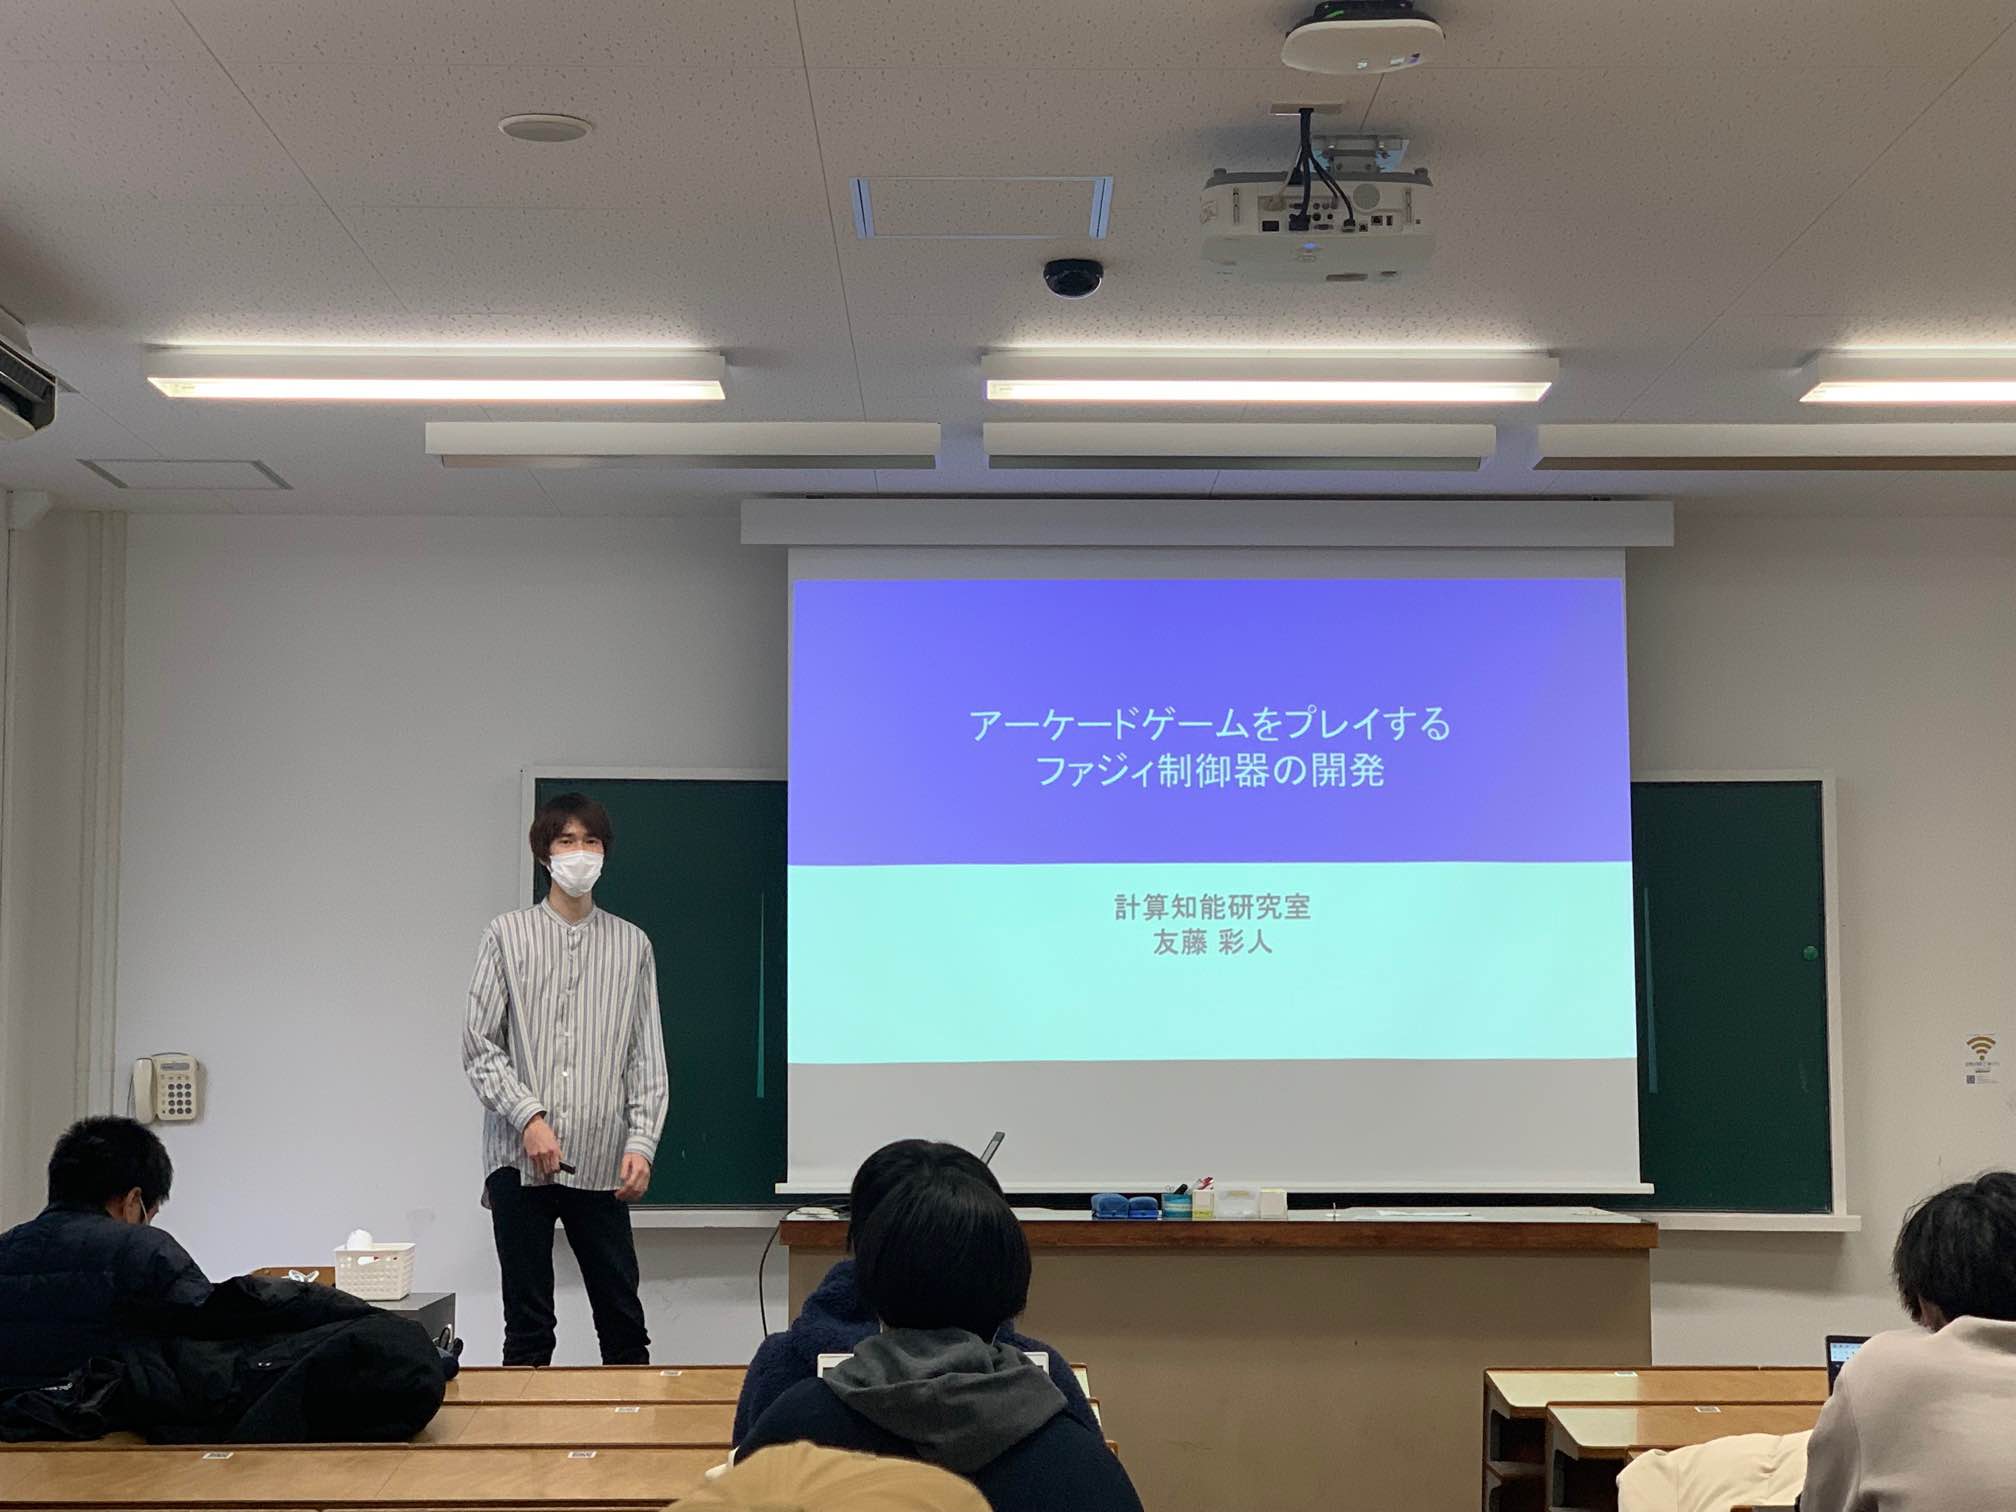 アーケードゲームをプレイする
ファジィ制御器の開発
計算知能研究室
友藤 彩人